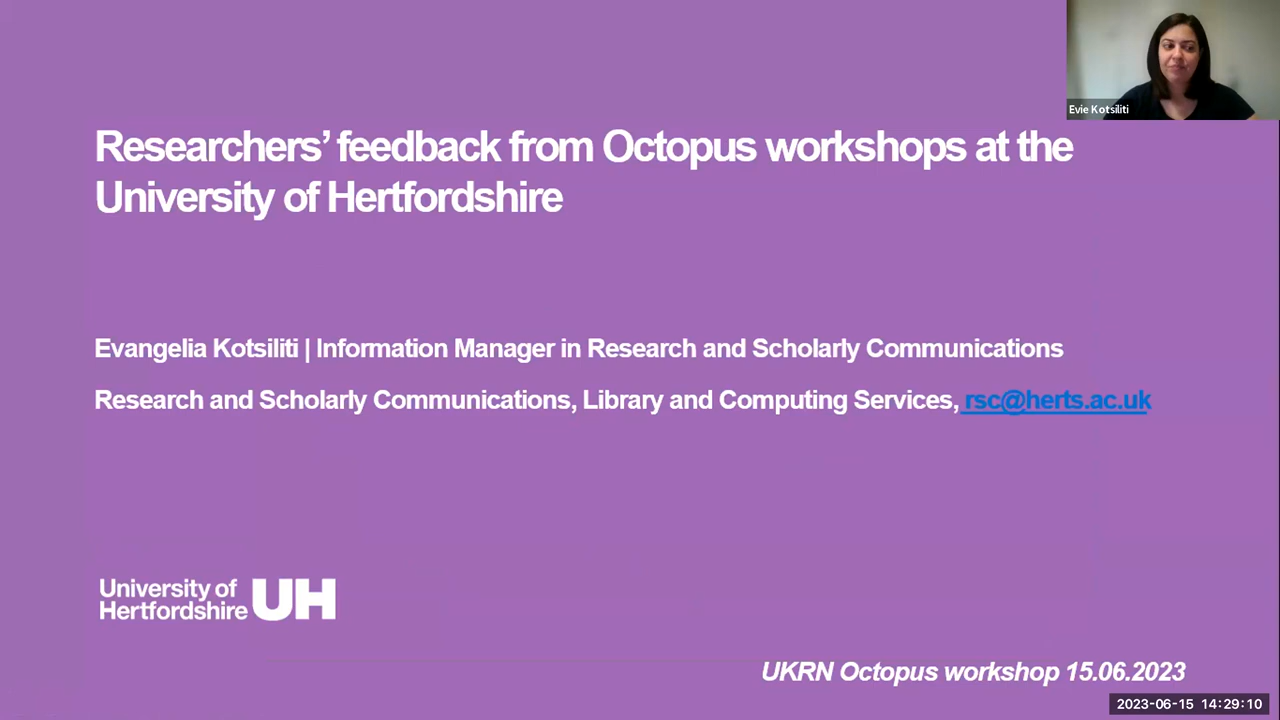 Evie Kotsiliti
Researchers’ feedback from Octopus workshops at the
University of Hertfordshire
Evangelia Kotsiliti | Information Manager in Research and Scholarly Communications
Research and Scholarly Communications, Library and Computing Services, rsc@herts.ac.uk
University of
Hertfordshire UH
UKRN Octopus workshop 15.06.2023
2023-06-15 14:29:10